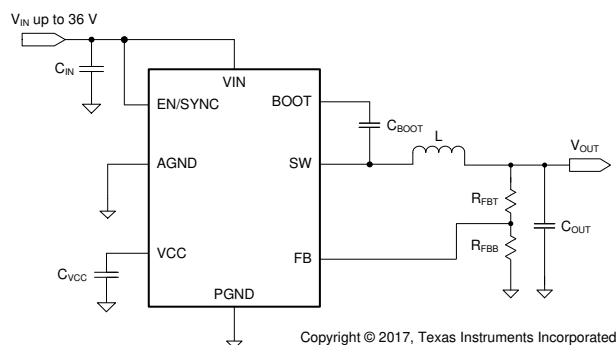 VIN up to 36 V
CIN
VIN
EN/SYNC
BOOT
CBOOT
AGND
SW
L
VOUT
RFBT
COUT
VCC
CVCC
FB
RFBB
PGND
Copyright © 2017, Texas Instruments Incorporated